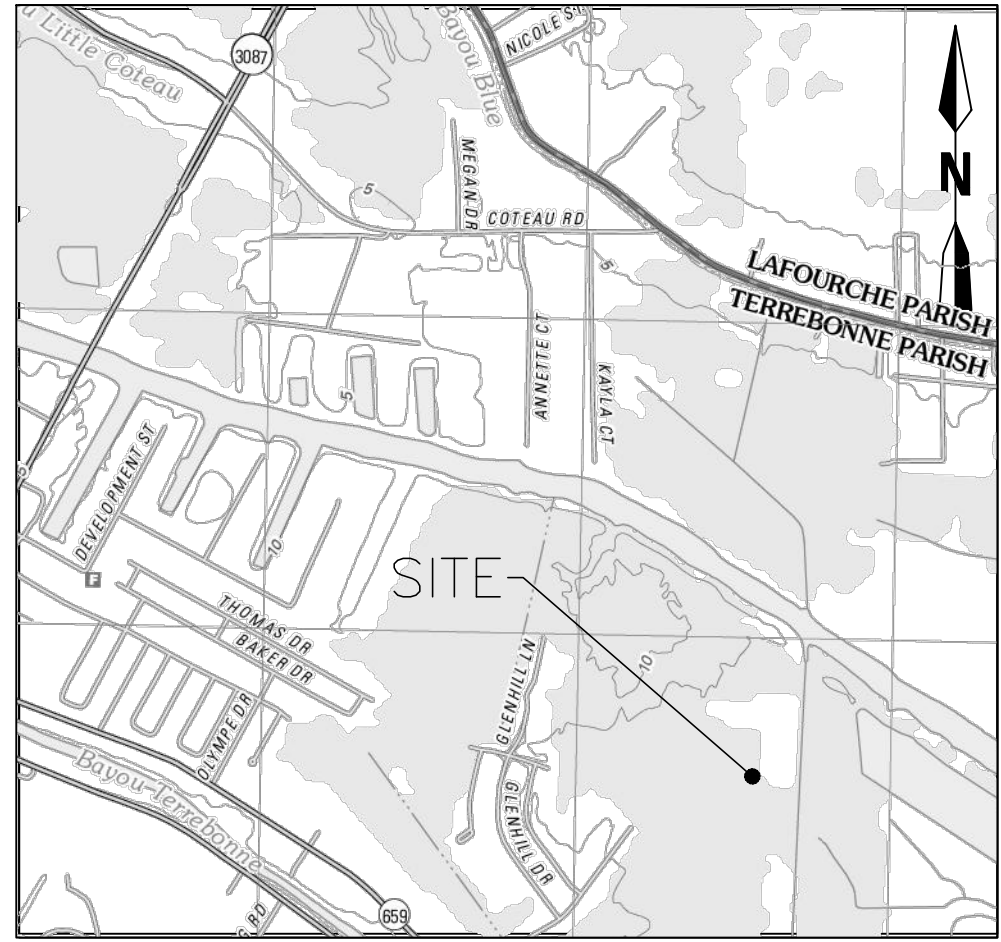 u Little Coteau
3087
Bayou Blue
NICOLE ST
N
MEGAN DR
5
COTEAU RD
5
LAFOURCHE PARISH
TERREBONNE PARISH
ANNETTE CT
KAYLA CT
5
DEVELOPMENT ST
10
F
SITE
THOMAS DR
BAKER DR
GLENHILL LN
10
OLYMPE DR
Bayou Terrebonne
GLENHILL DR
659
RD